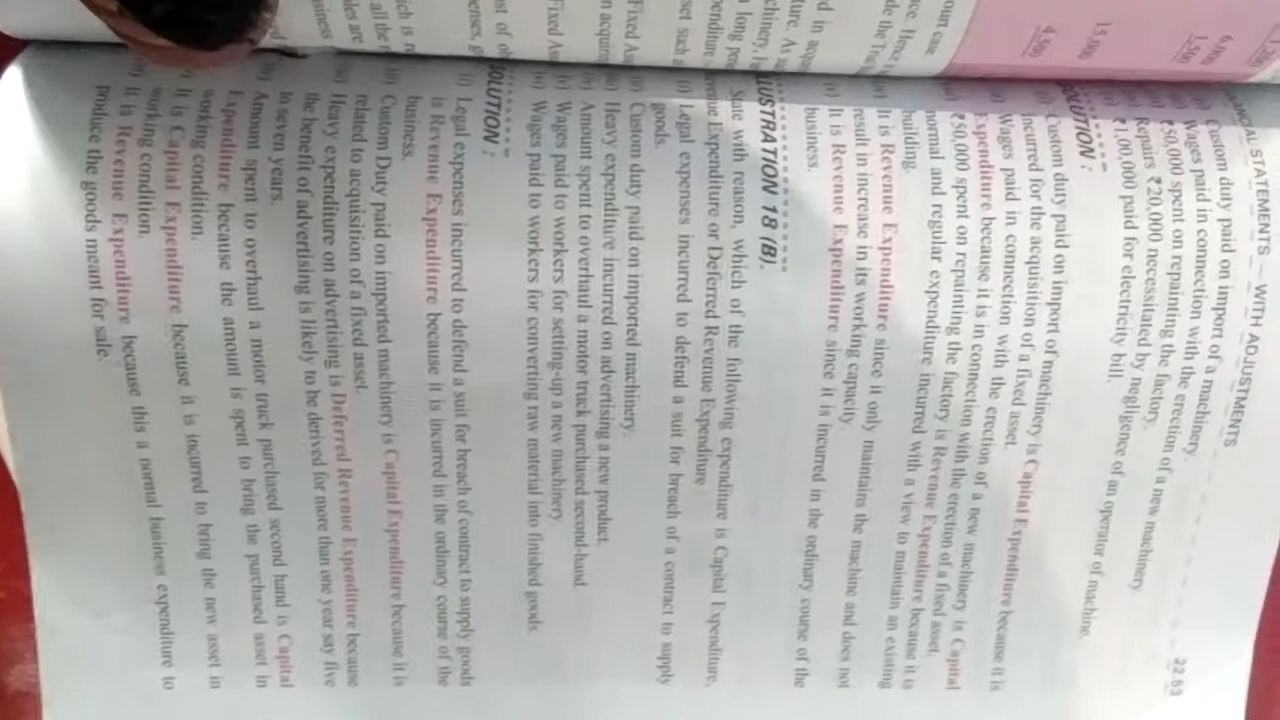 STATEMENTS – WITH ADJUSTMENTS 22.53
Custom duty paid on import of a machinery.
Wages paid in connection with the erection of a new machinery
₹50,000 spent on repainting the factory.
Repairs ₹20,000 necessitated by negligence of an operator of machine.
₹1,00,000 paid for electricity bill.
SOLUTION :
Custom duty paid on import of machinery is Capital Expenditure because it is
incurred for the acquisition of a fixed asset.
Wages paid in connection with the erection of a new machinery is Capital
Expenditure because it is in connection with the erection of a fixed asset.
₹50,000 spent on repainting the factory is Revenue Expenditure because it is
normal and regular expenditure incurred with a view to maintain an existing
building.
It is Revenue Expenditure since it only maintains the machine and does not
result in increase in its working capacity.
(v) It is Revenue Expenditure since it is incurred in the ordinary course of the
business.
ILLUSTRATION 18 (B).
State with reason, which of the following expenditure is Capital Expenditure,
Revenue Expenditure or Deferred Revenue Expenditure :
(i) Legal expenses incurred to defend a suit for breach of a contract to supply
goods.
(ii) Custom duty paid on imported machinery.
(iii) Heavy expenditure incurred on advertising a new product.
(iv) Amount spent to overhaul a motor truck purchased second-hand.
(v) Wages paid to workers for setting-up a new machinery
(vi) Wages paid to workers for converting raw material into finished goods.
SOLUTION :
(i) Legal expenses incurred to defend a suit for breach of contract to supply goods
is Revenue Expenditure because it is incurred in the ordinary course of the
business.
(ii) Custom Duty paid on imported machinery is Capital Expenditure because it is
related to acquisition of a fixed asset.
(iii) Heavy expenditure on advertising is Deferred Revenue Expenditure because
the benefit of advertising is likely to be derived for more than one year say five
to seven years.
(iv) Amount spent to overhaul a motor truck purchased second hand is Capital
Expenditure because the amount is spent to bring the purchased asset in
working condition.
It is Capital Expenditure because it is incurred to bring the new asset in
working condition.
It is Revenue Expenditure because this a normal business expenditure to
produce the goods meant for sale.